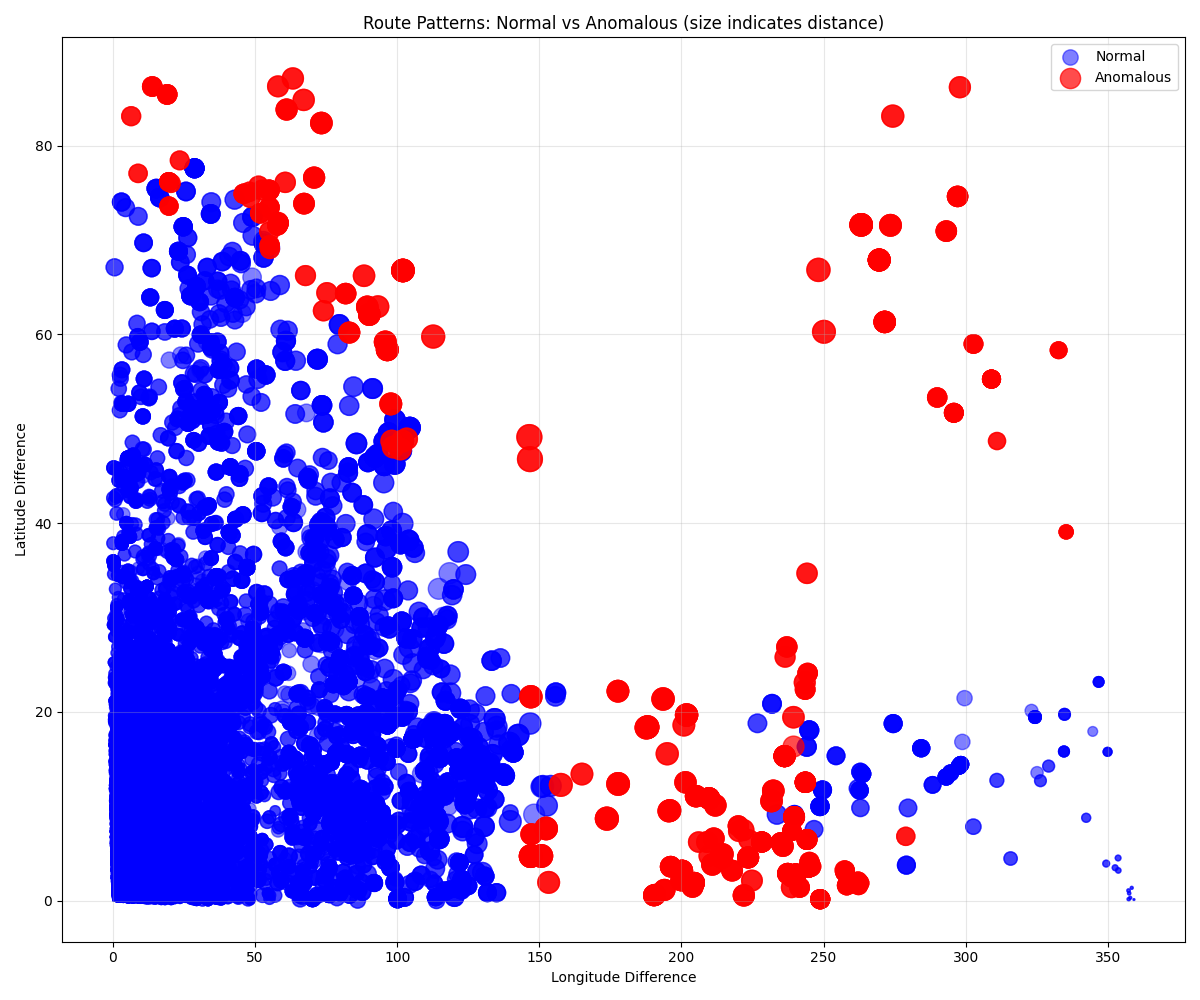 Route Patterns: Normal vs Anomalous (size indicates distance)
Normal
Anomalous
Latitude Difference
80
60
40
20
0
0 50 100 150 200 250 300 350
Longitude Difference